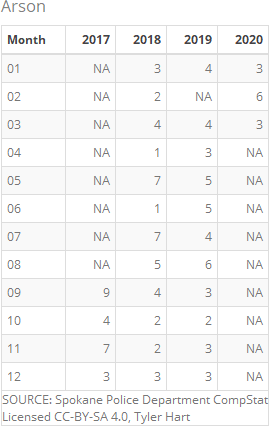 Arson
Month 2017 2018 2019 2020
01 NA 3 4 3
02 NA 2 NA 6
03 NA 4 4 3
04 NA 1 3 NA
05 NA 7 5 NA
06 NA 1 5 NA
07 NA 7 4 NA
08 NA 5 6 NA
09 9 4 3 NA
10 4 2 2 NA
11 7 2 3 NA
12 3 3 3 NA
SOURCE: Spokane Police Department CompStat
Licensed CC-BY-SA 4.0, Tyler Hart